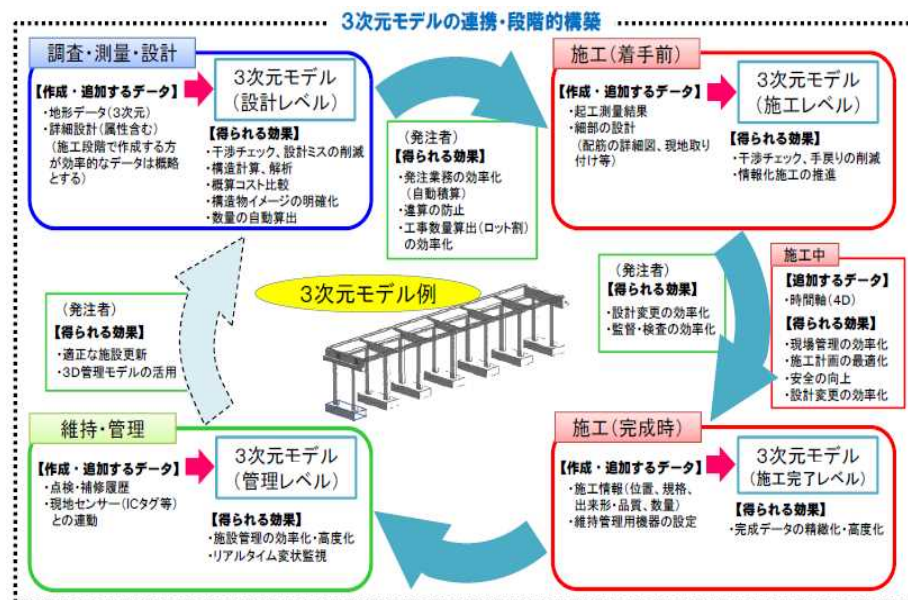 3次元モデルの連携・段階的構築
調査・測量・設計
【作成・追加するデータ】
・地形データ(3次元)
・詳細設計(属性含む)
(施工段階で作成する方
が効率的なデータは概略
とする)
3次元モデル
(設計レベル)
【得られる効果】
・干渉チェック、設計ミスの削減
・構造計算、解析
・概算コスト比較
・構造物イメージの明確化
・数量の自動算出
(発注者)
【得られる効果】
・発注業務の効率化
(自動積算)
・違算の防止
・工事数量算出(ロット割)
の効率化
施工(着手前)
【作成・追加するデータ】
・起工測量結果
・細部の設計
(配筋の詳細図、現地取り
付け等)
3次元モデル
(施工レベル)
【得られる効果】
・干渉チェック、手戻りの削減
・情報化施工の推進
(発注者)
【得られる効果】
・設計変更の効率化
・監督・検査の効率化
施工中
【追加するデータ】
・時間軸(4D)
【得られる効果】
・現場管理の効率化
・施工計画の最適化
・安全の向上
・設計変更の効率化
3次元モデル例
(発注者)
【得られる効果】
・適正な施設更新
・3D管理モデルの活用
維持・管理
【作成・追加するデータ】
・点検・補修履歴
・現地センサー(ICタグ等)
との連動
3次元モデル
(管理レベル)
【得られる効果】
・施設管理の効率化・高度化
・リアルタイム変状監視
施工(完成時)
【作成・追加するデータ】
・施工情報(位置、規格、
出来形・品質、数量)
・維持管理用機器の設定
3次元モデル
(施工完了レベル)
【得られる効果】
・完成データの精緻化・高度化